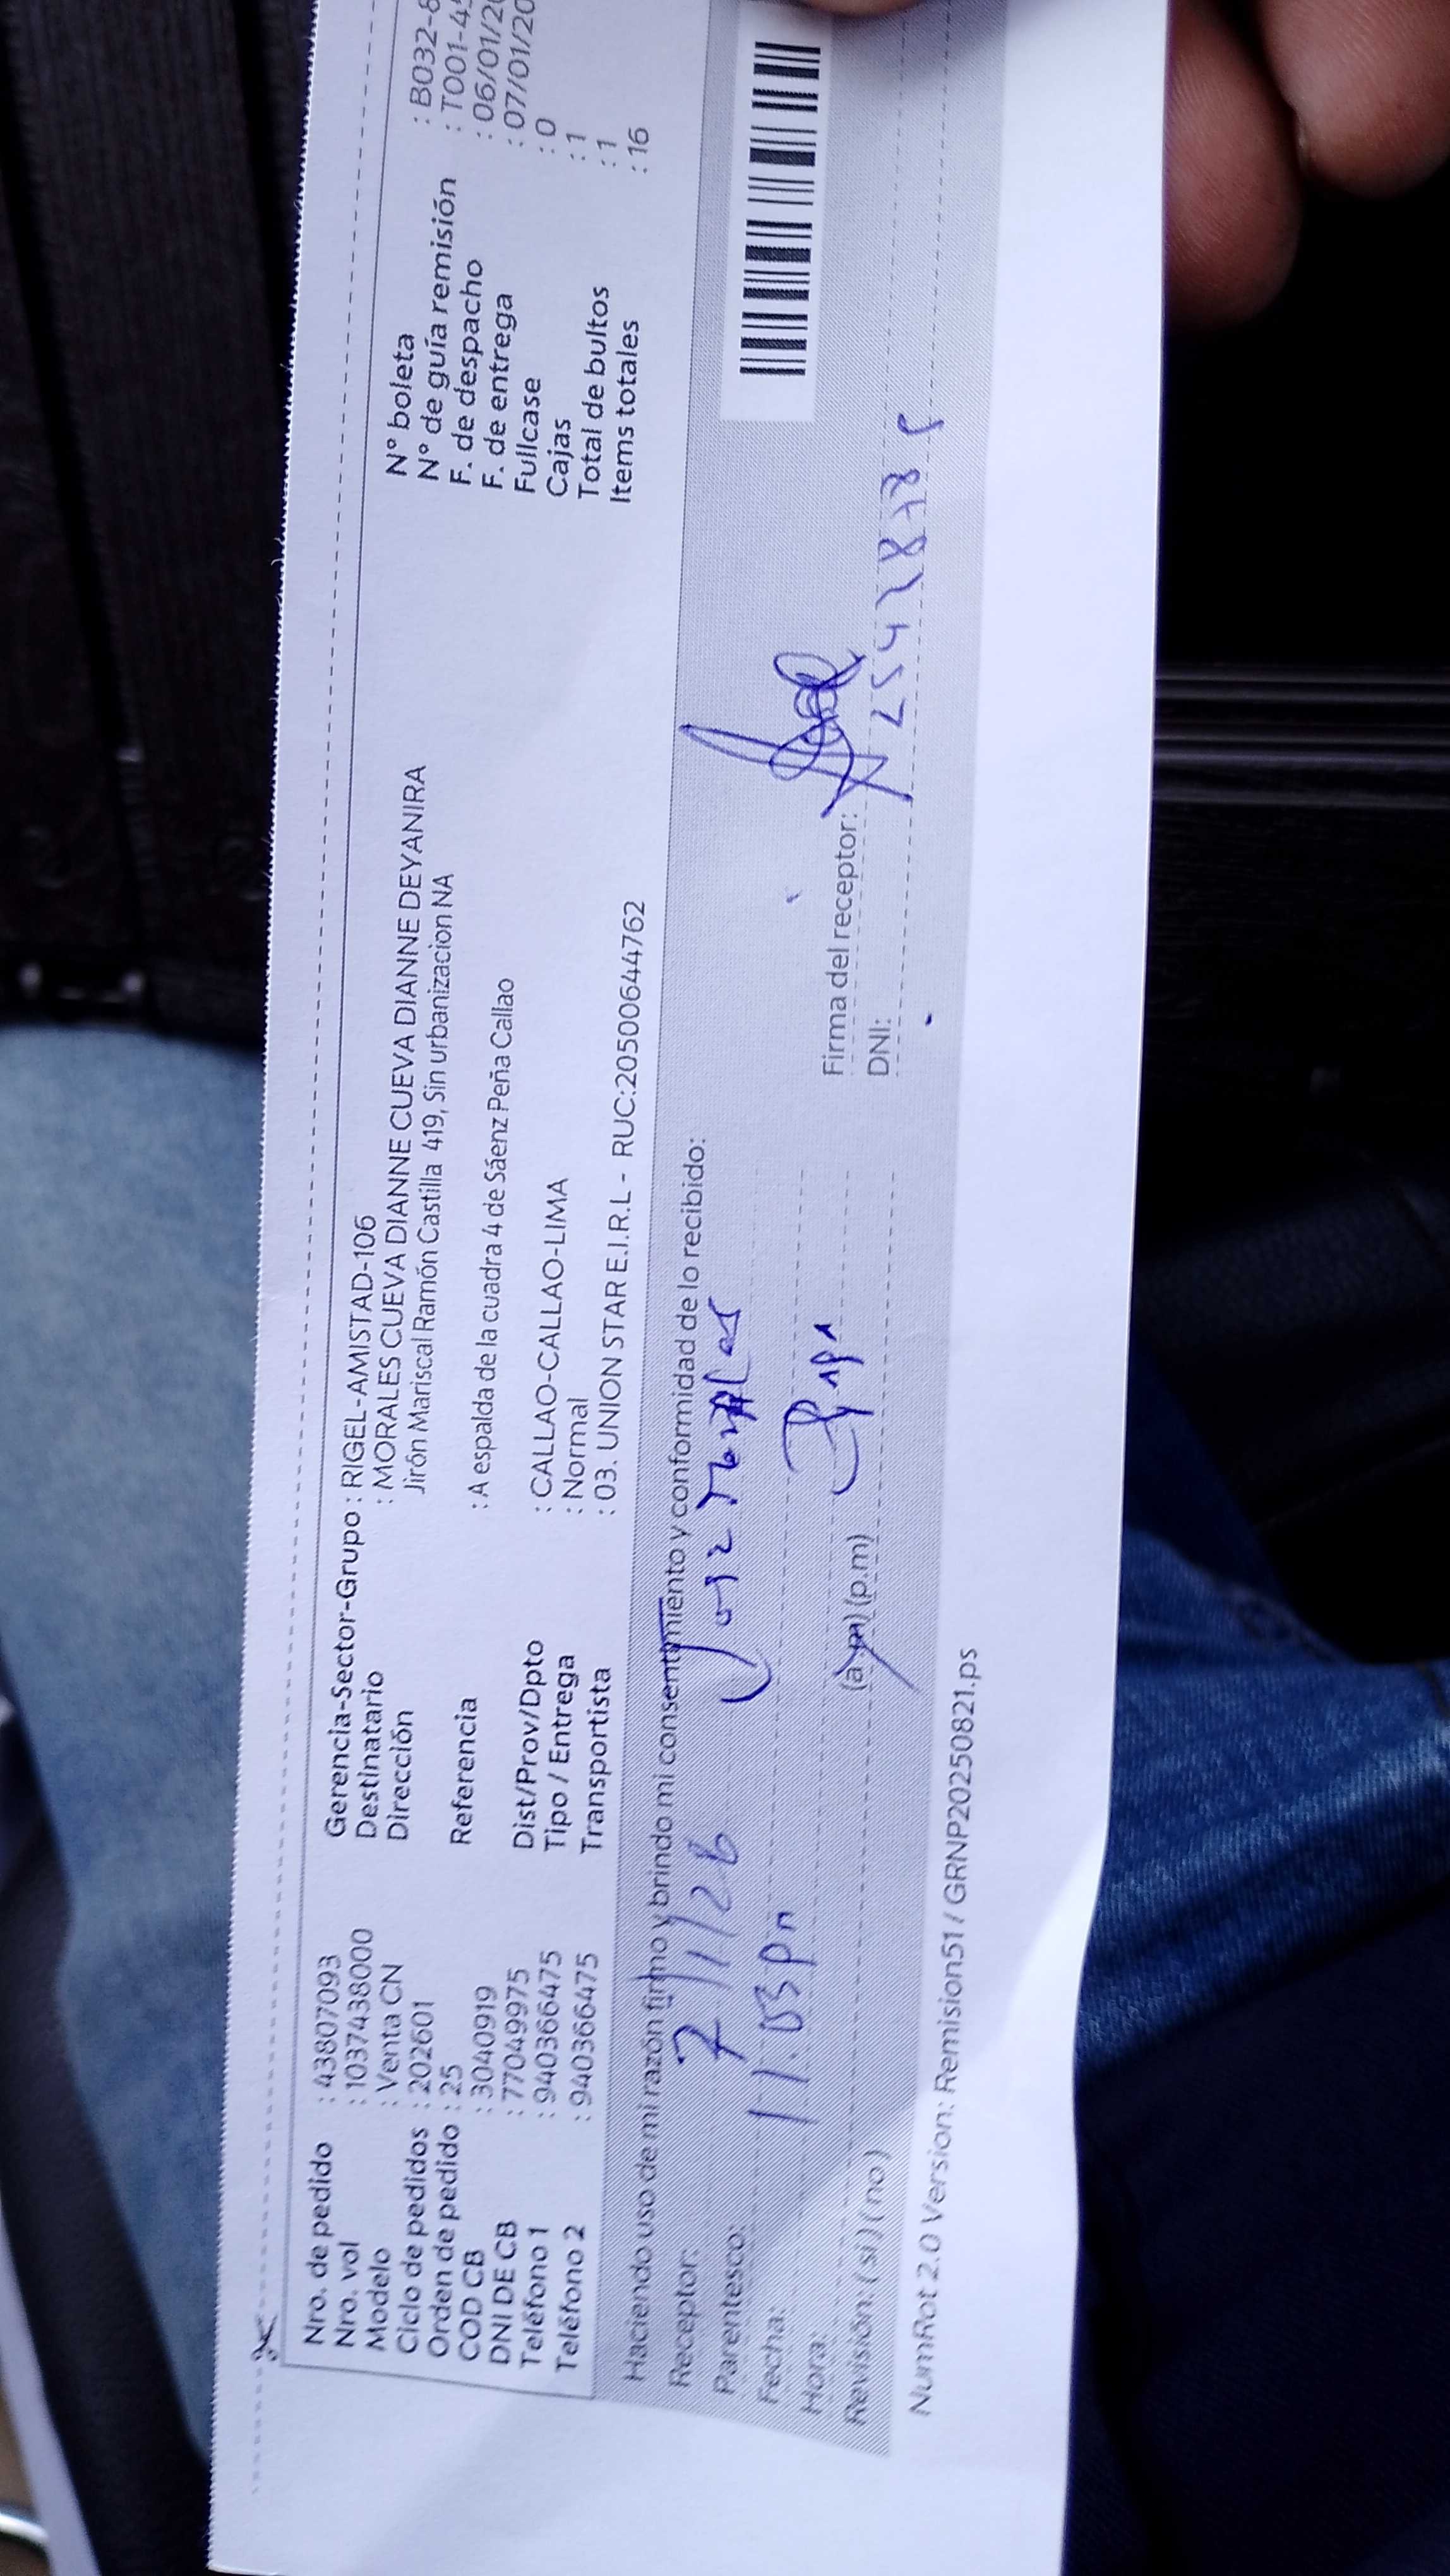 Nro. de pedido : 43807093
Nro. vol : 1037438000
Modelo : Venta CN
Ciclo de pedidos : 202601
Orden de pedido : 25
COD CB : 3040919
DNI DE CB : 77049975
Teléfono 1 : 940366475
Teléfono 2 : 940366475
Gerencia-Sector-Grupo : RIGEL-AMISTAD-106
Destinatario : MORALES CUEVA DIANNE CUEVA DIANNE DEYANIRA
Dirección Jirón Mariscal Ramón Castilla 419, Sin urbanizacion NA
Referencia : A espalda de la cuadra 4 de Sáenz Peña Callao
Dist/Prov/Dpto : CALLAO-CALLAO-LIMA
Tipo / Entrega : Normal
Transportista : 03. UNION STAR E.I.R.L - RUC:20500644762
N° boleta : B032-
N° de guía remisión : T001-4
F. de despacho : 06/01/20
F. de entrega : 07/01/20
Fullcase : 0
Cajas : 1
Total de bultos : 1
Items totales : 16
Haciendo uso de mi razón firmo y brindo mi consentimiento y conformidad de lo recibido:
Receptor:
Parentesco:
Fecha: 7/1/26
Hora: 1:03 pm (a.m) (p.m)
Revisión: (si) (no)
Firma del receptor:
DNI:
NumRot 2.0 Version: Remision51 / GRNP20250821.ps